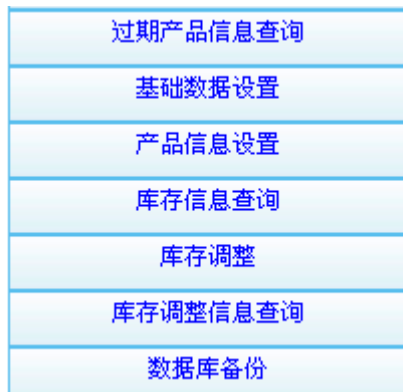 过期产品信息查询
基础数据设置
产品信息设置
库存信息查询
库存调整
库存调整信息查询
数据库备份